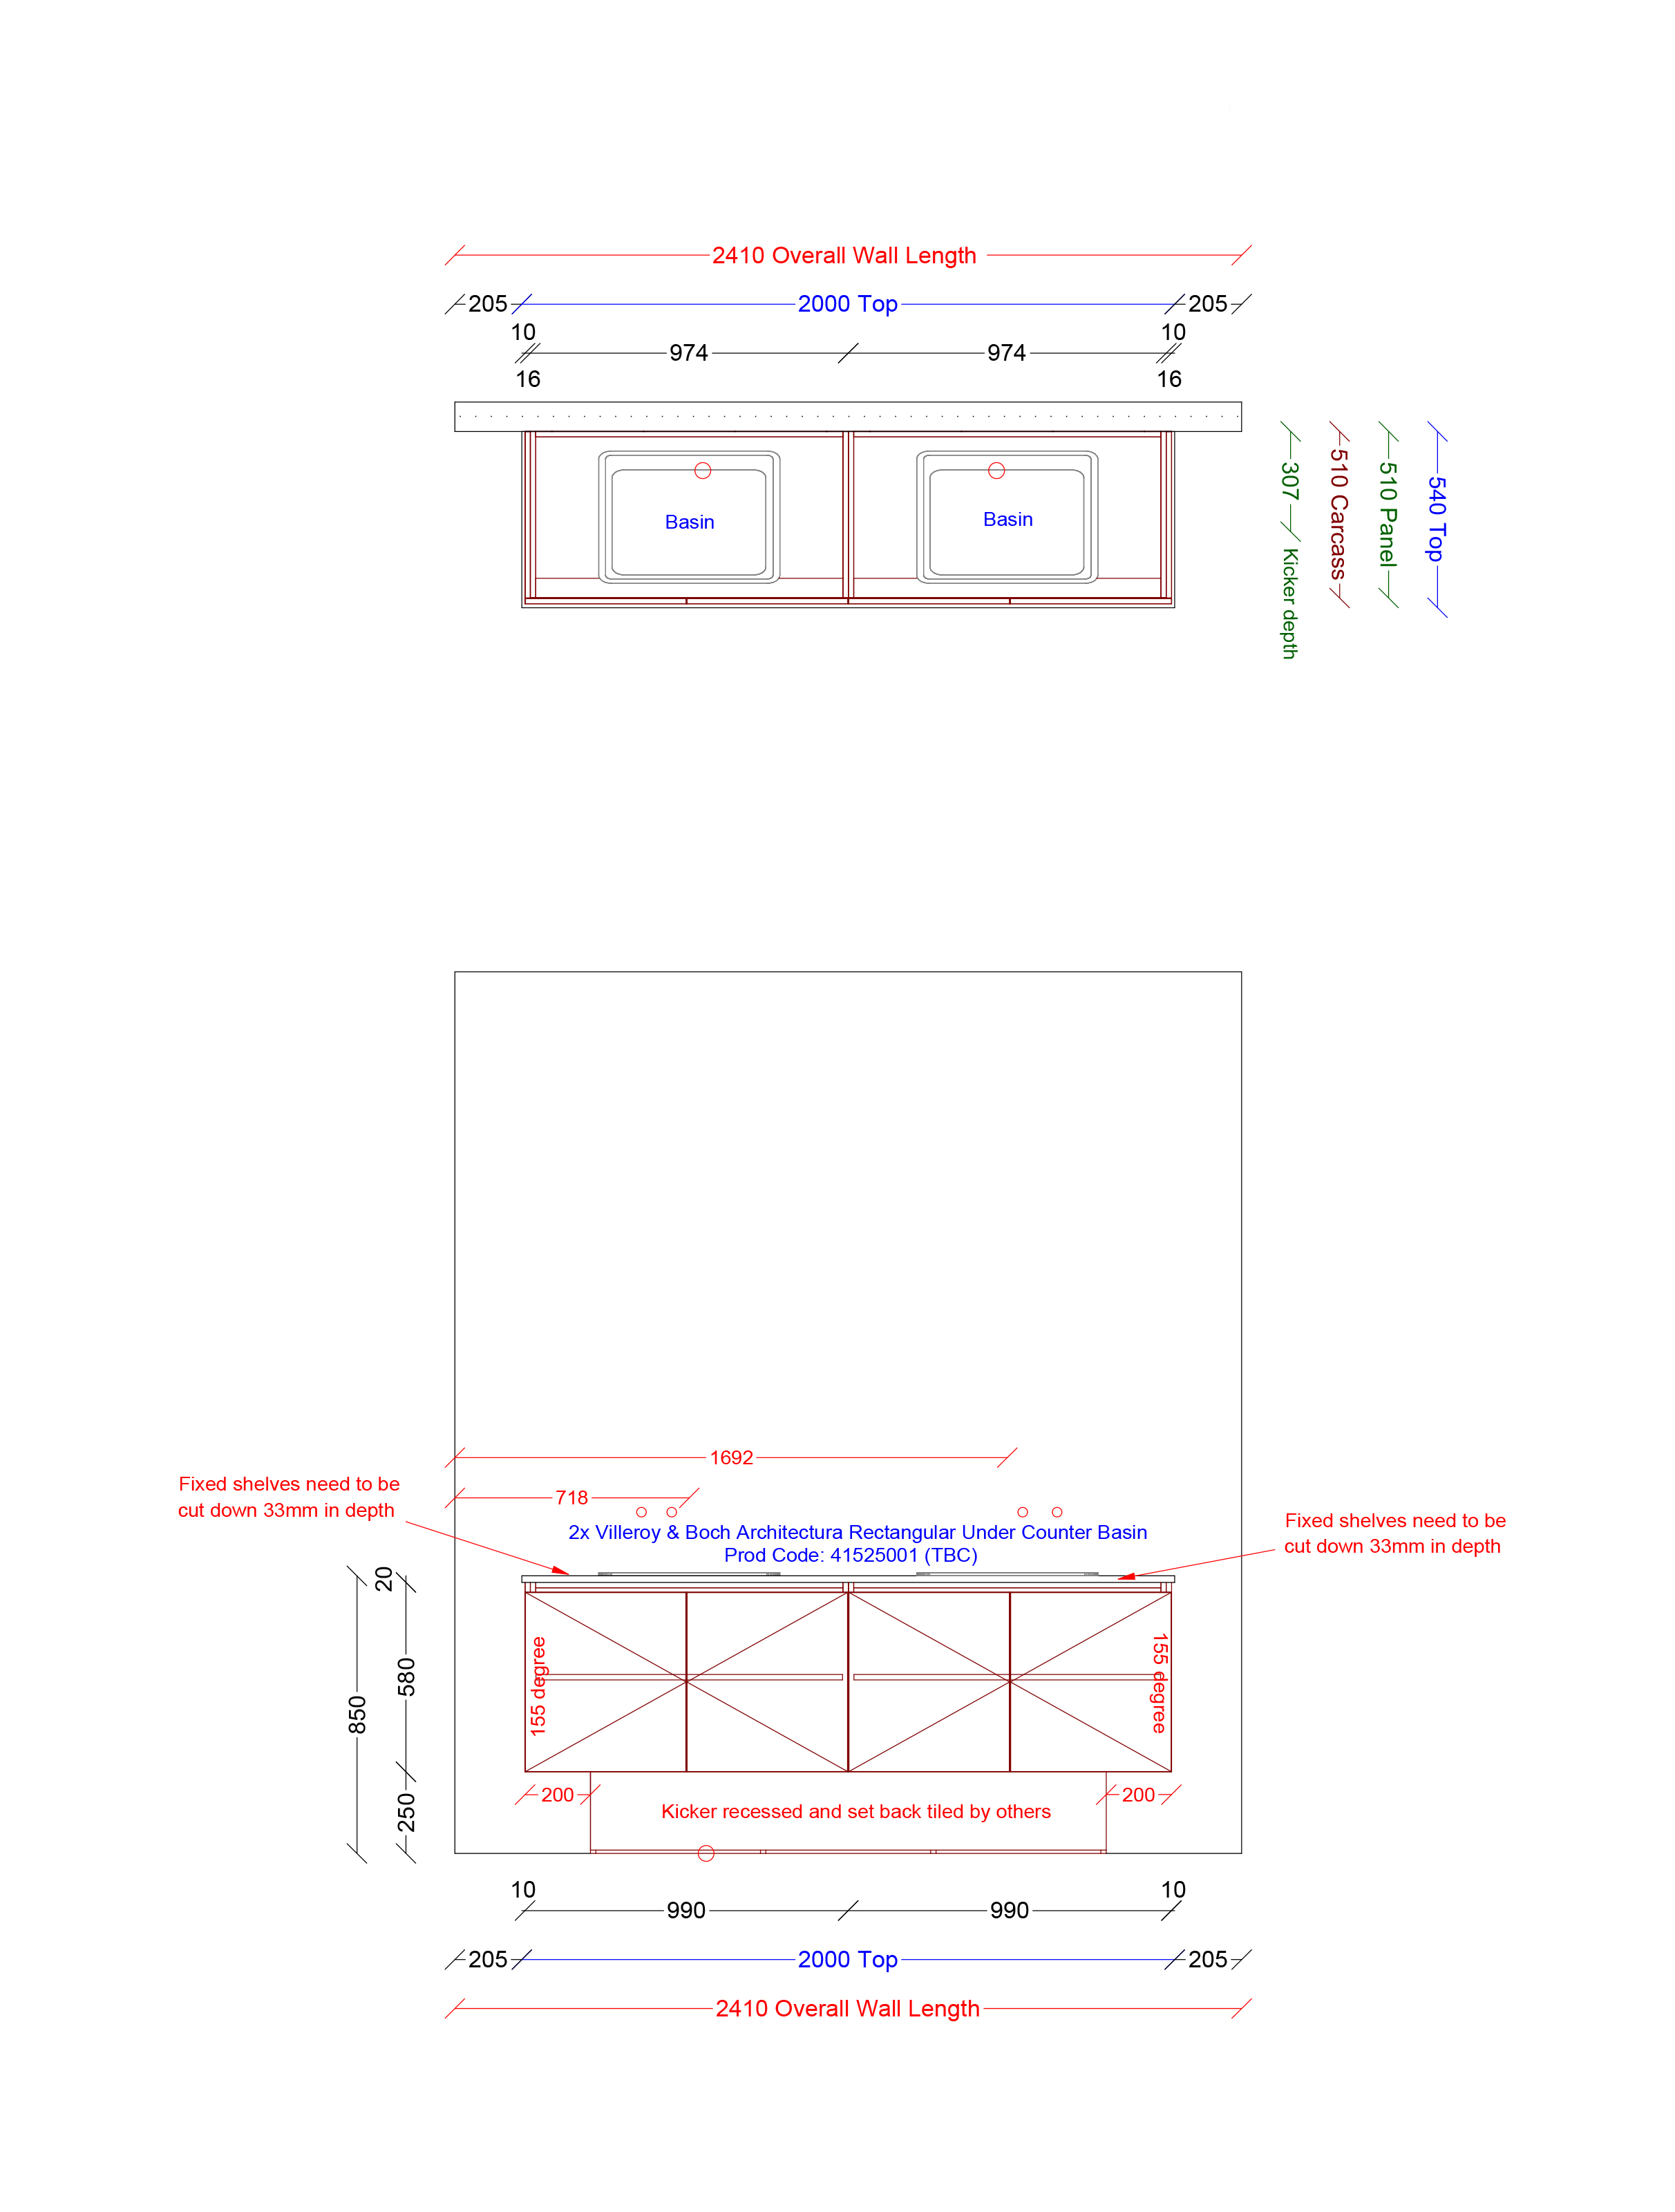 2410 Overall Wall Length
205
2000 Top
205
10
10
974
974
16
16
Basin
Basin
307
Kicker depth
510 Carcass
510 Panel
540 Top
1692
718
Fixed shelves need to be
cut down 33mm in depth
2x Villeroy & Boch Architectura Rectangular Under Counter Basin
Prod Code: 41525001 (TBC)
Fixed shelves need to be
cut down 33mm in depth
20
850
580
250
155 degree
155 degree
200
200
Kicker recessed and set back tiled by others
10
10
990
990
205
2000 Top
205
2410 Overall Wall Length